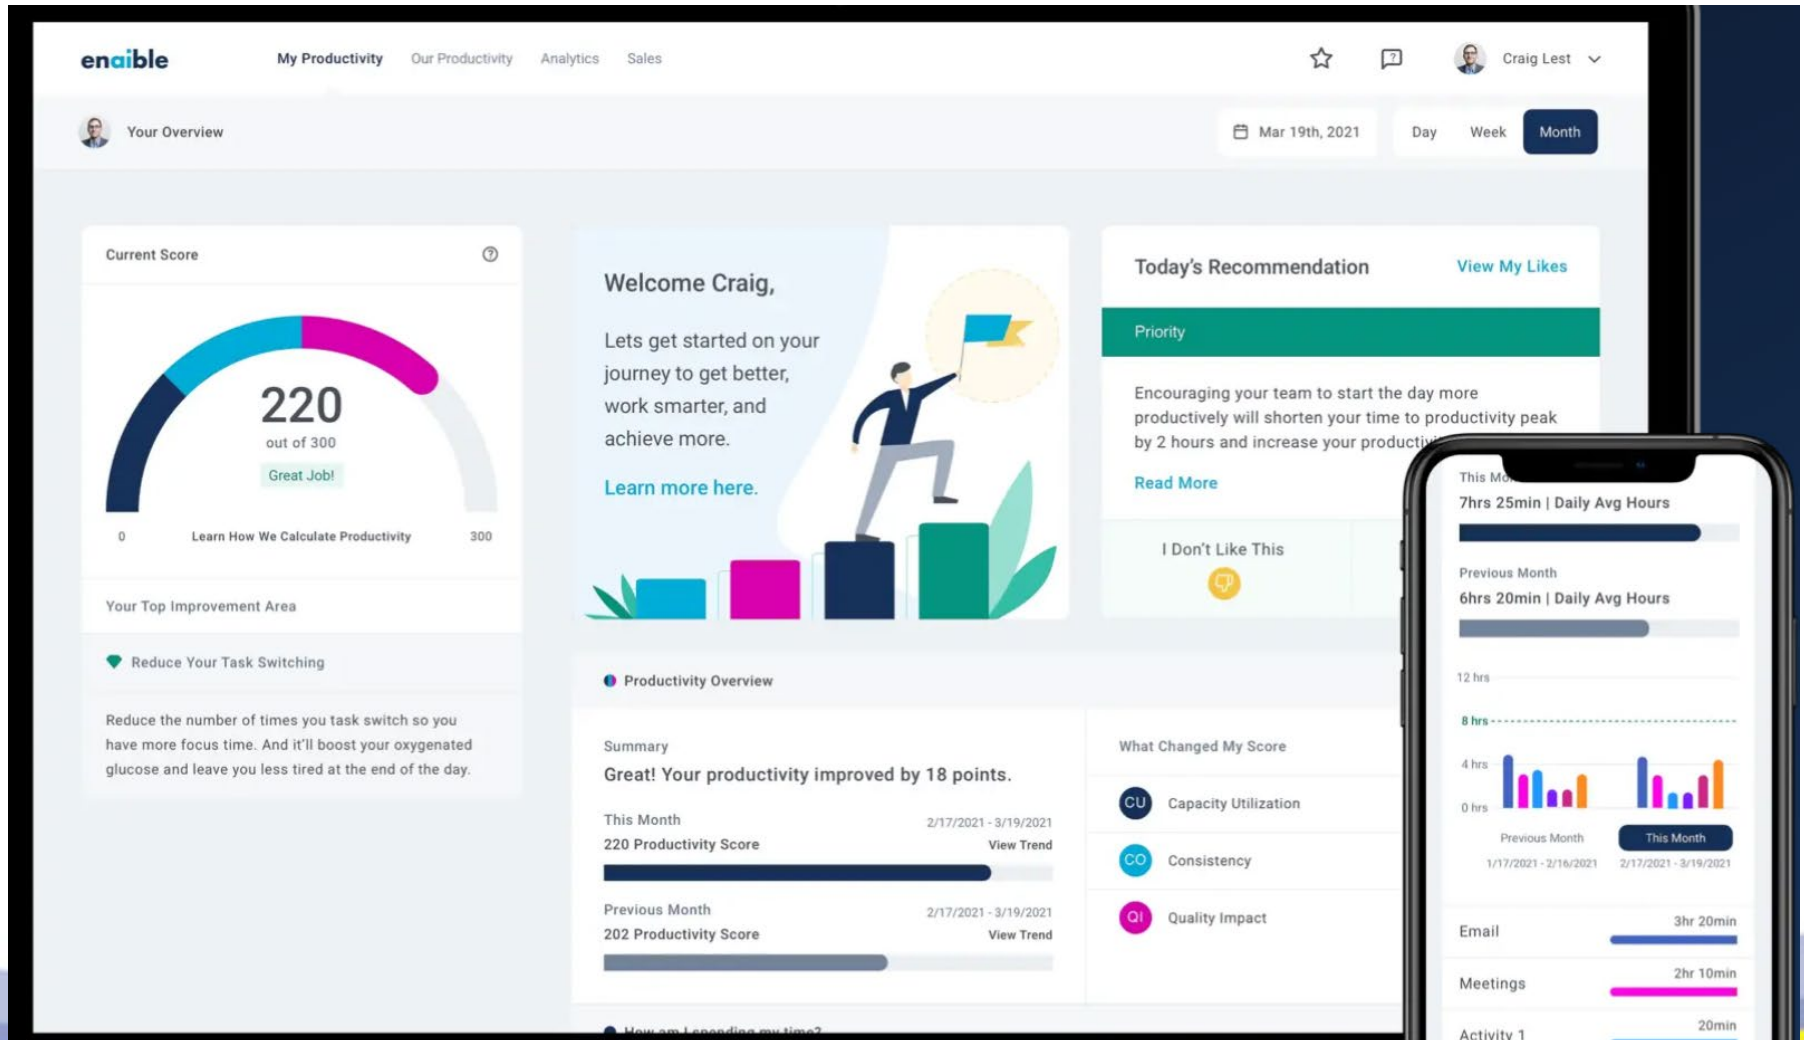 enaible
My Productivity
Our Productivity
Analytics
Sales
Craig Lest
Your Overview
Mar 19th, 2021
Day
Week
Month
Current Score
220
out of 300
Great Job!
0
Learn How We Calculate Productivity
300
Your Top Improvement Area
Reduce Your Task Switching
Reduce the number of times you task switch so you
have more focus time. And it'll boost your oxygenated
glucose and leave you less tired at the end of the day.
Welcome Craig,
Lets get started on your
journey to get better,
work smarter, and
achieve more.
Learn more here.
Today's Recommendation
View My Likes
Priority
Encouraging your team to start the day more
productively will shorten your time to productivity peak
by 2 hours and increase your
Read More
I Don't Like This
Productivity Overview
Summary
Great! Your productivity improved by 18 points.
This Month
2/17/2021 - 3/19/2021
220 Productivity Score
View Trend
Previous Month
2/17/2021 - 3/19/2021
202 Productivity Score
View Trend
What Changed My Score
CU
Capacity Utilization
CO
Consistency
QI
Quality Impact
How am I spending my time?
This
7hrs 25min | Daily Avg Hours
Previous Month
6hrs 20min | Daily Avg Hours
12 hrs
8 hrs
4 hrs
0 hrs
Previous Month
This Month
1/17/2021 - 2/16/2021
2/17/2021 - 3/19/2021
Email
3hr 20min
Meetings
2hr 10min
Activity 1
20min